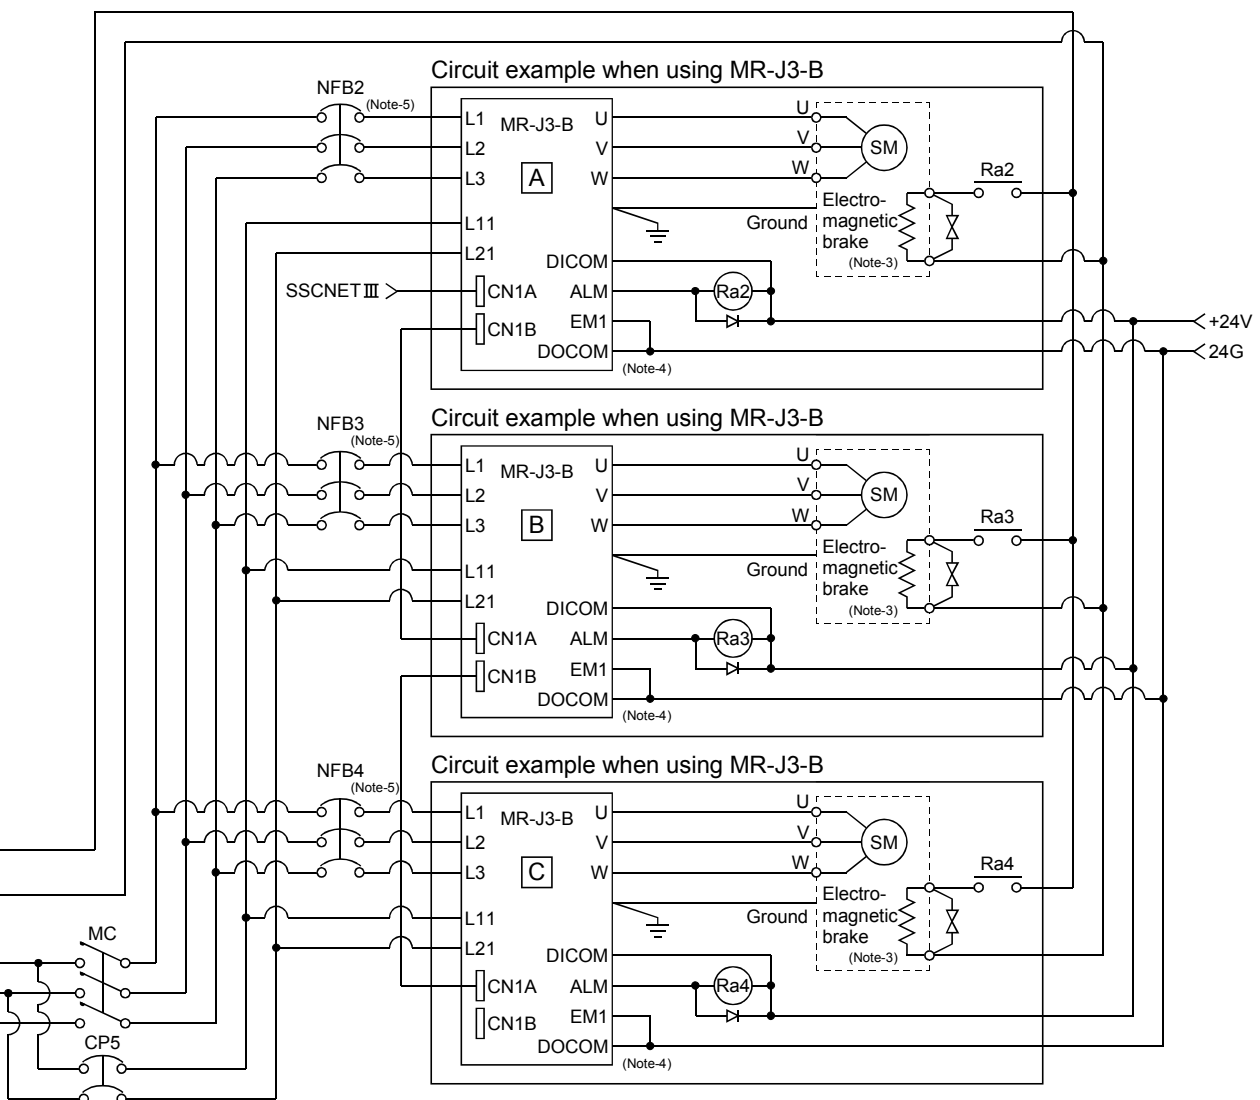 Circuit example when using MR-J3-B
NFB2 (Note-5)
L1 MR-J3-B U U
L2 V V SM
L3 A W W Ra2
Electro-
magnetic
brake
(Note-3)
L11 Ground
L21
DICOM
SSCNETⅢ CN1A ALM Ra2
CN1B EM1 +24V
DOCOM 24G
(Note-4)
Circuit example when using MR-J3-B
NFB3
(Note-5)
L1 MR-J3-B U U
L2 V V SM
L3 B W W Ra3
Electro-
magnetic
brake
(Note-3)
L11 Ground
L21
DICOM
CN1A ALM Ra3
CN1B EM1
DOCOM
(Note-4)
Circuit example when using MR-J3-B
NFB4
(Note-5)
L1 MR-J3-B U U
L2 V V SM
L3 C W W Ra4
Electro-
magnetic
brake
(Note-3)
L11 Ground
MC
L21
DICOM
CN1A ALM Ra4
CN1B EM1
CP5
DOCOM
(Note-4)